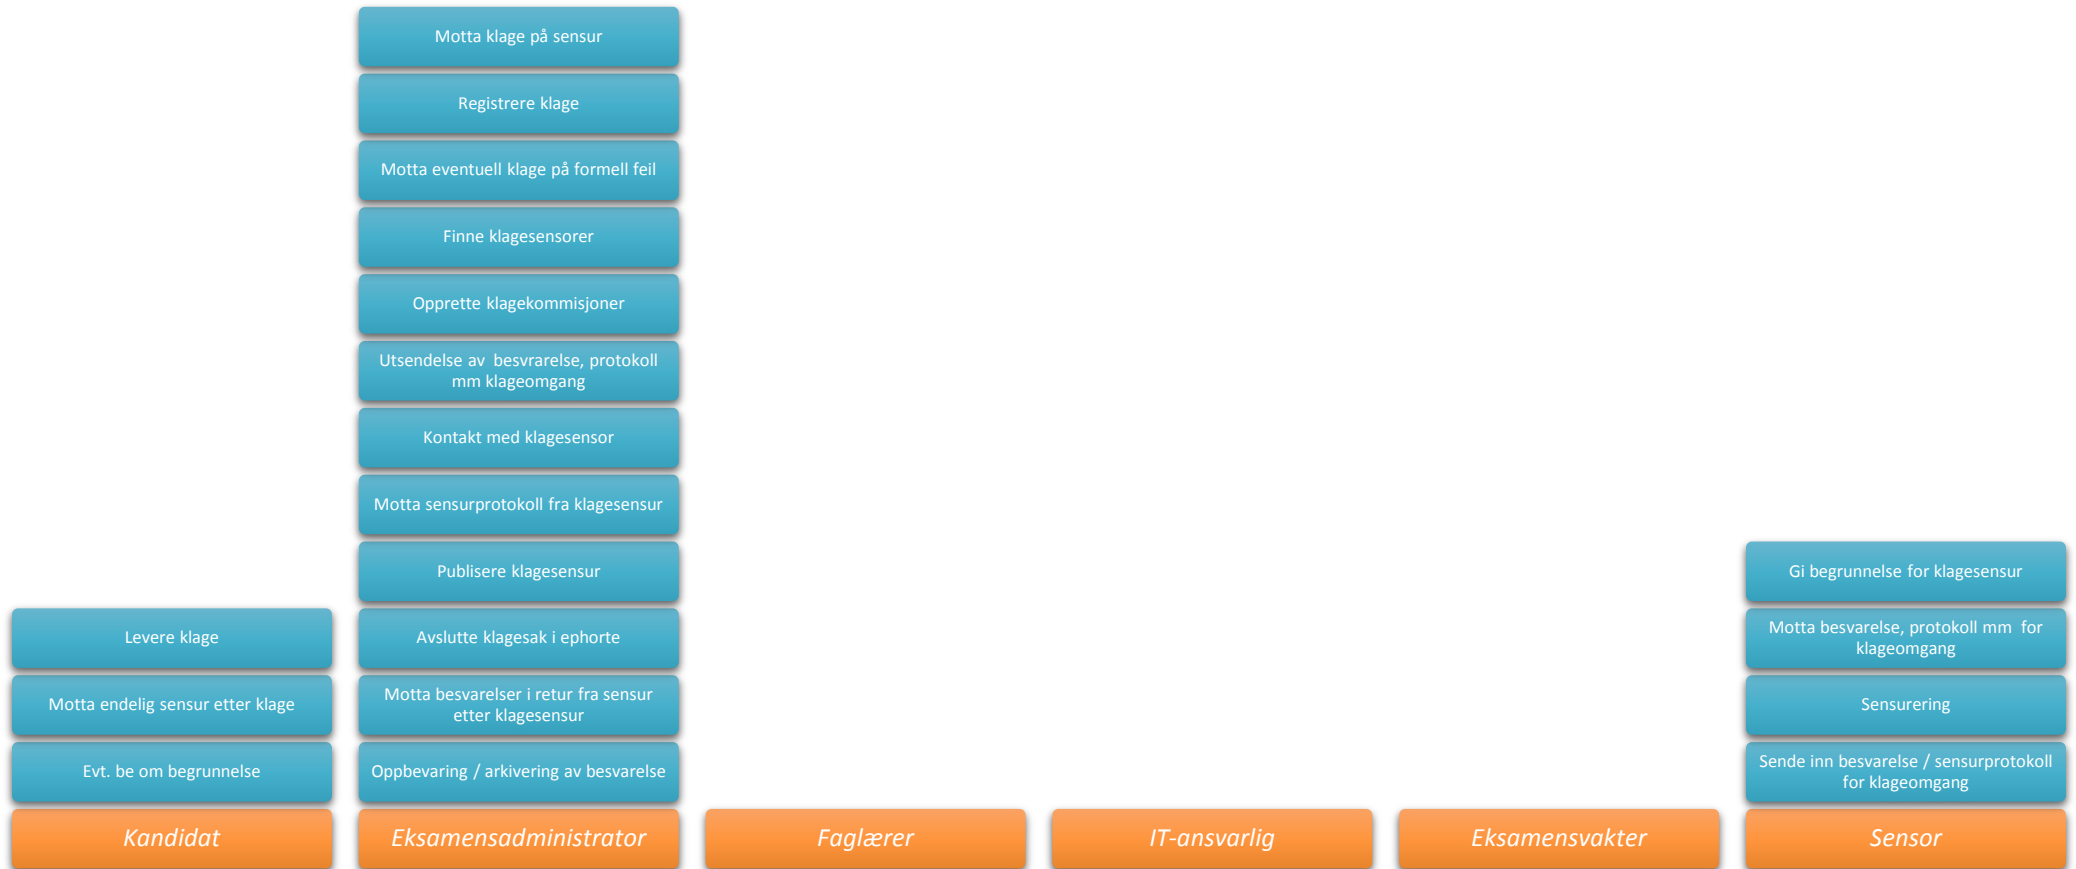 Motta klage på sensur
Registrere klage
Motta eventuell klage på formell feil
Finne klagesensorer
Opprette klagekommisjoner
Utsendelse av  besvrarelse, protokoll
mm klageomgang
Kontakt med klagesensor
Motta sensurprotokoll fra klagesensur
Publisere klagesensur
Gi begrunnelse for klagesensur
Levere klage
Avslutte klagesak i ephorte
Motta besvarelse, protokoll mm  for
klageomgang
Motta endelig sensur etter klage
Motta besvarelser i retur fra sensur
etter klagesensur
Sensurering
Evt. be om begrunnelse
Oppbevaring / arkivering av besvarelse
Sende inn besvarelse / sensurprotokoll
for klageomgang
Kandidat
Eksamensadministrator
Faglærer
IT-ansvarlig
Eksamensvakter
Sensor